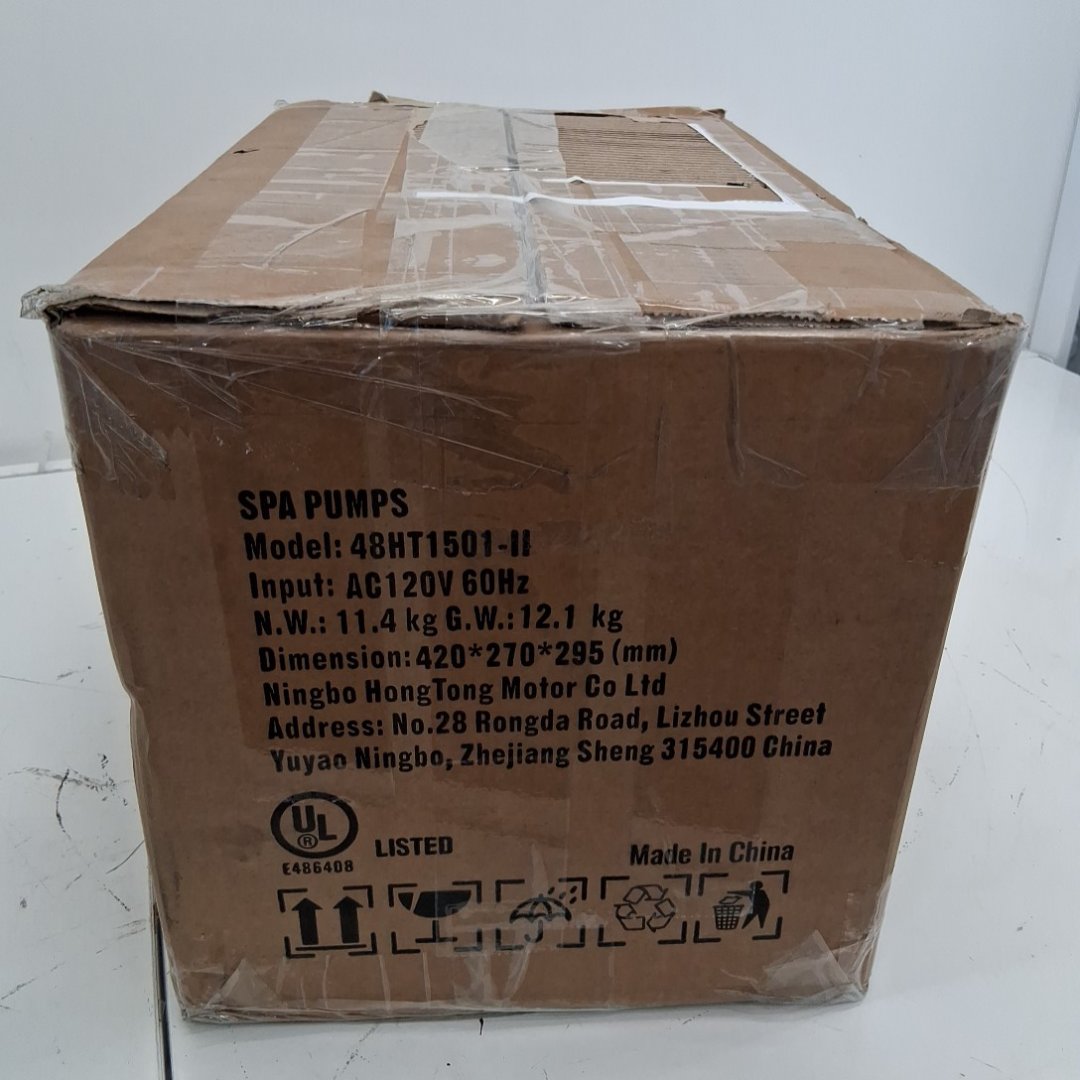 SPA PUMPS
Model: 48HT1501-II
Input: AC120V 60Hz
N.W.: 11.4 kg G.W.:12.1 kg
Dimension:420*270*295 (mm)
Ningbo HongTong Motor Co Ltd
Address: No.28 Rongda Road, Lizhou Street
Yuyao Ningbo, Zhejiang Sheng 315400 China
UL
®
E486408
LISTED
Made In China